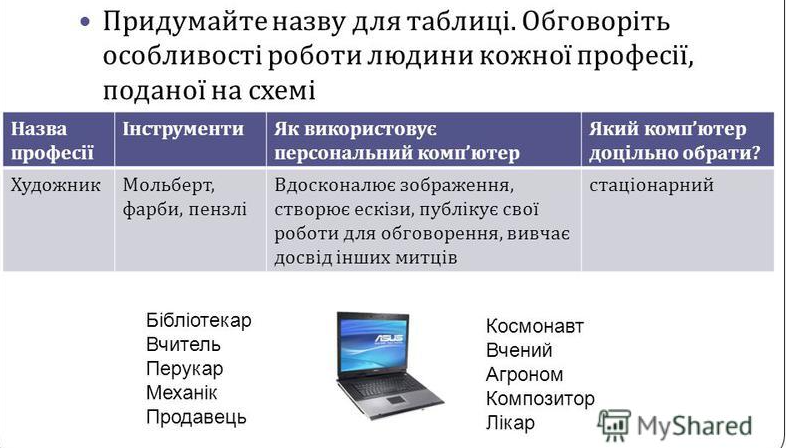 • Придумайте назву для таблиці. Обговоріть
особливості роботи людини кожної професії,
поданої на схемі
Назва професії Інструменти Як використовує персональний комп’ютер Який комп’ютер доцільно обрати?
Художник Мольберт, фарби, пензлі Вдосконалює зображення, створює ескізи, публікує свої роботи для обговорення, вивчає досвід інших митців стаціонарний
Бібліотекар
Вчитель
Перукар
Механік
Продавець
ASUS
Космонавт
Вчений
Агроном
Композитор
Лікар
MyShared